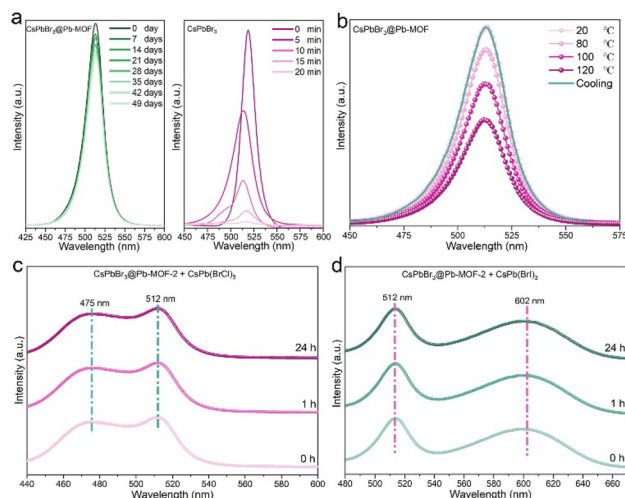 a
CsPbBr₃@Pb-MOF
0 day
7 days
14 days
21 days
28 days
35 days
42 days
49 days
Intensity (a.u.)
425 450 475 500 525 550 575 600
Wavelength (nm)
CsPbBr₃
0 min
5 min
10 min
15 min
20 min
Intensity (a.u.)
425 450 475 500 525 550 575 600
Wavelength (nm)
b
CsPbBr₃@Pb-MOF
20 °C
80 °C
100 °C
120 °C
Cooling
Intensity (a.u.)
450 475 500 525 550 575
Wavelength (nm)
c
CsPbBr₃@Pb-MOF-2 + CsPb(BrCl)₃
475 nm
512 nm
24 h
1 h
0 h
Intensity (a.u.)
440 460 480 500 520 540 560 580 600
Wavelength (nm)
d
CsPbBr₃@Pb-MOF-2 + CsPb(BrI)₃
512 nm
602 nm
24 h
1 h
0 h
Intensity (a.u.)
480 500 520 540 560 580 600 620 640 660
Wavelength (nm)